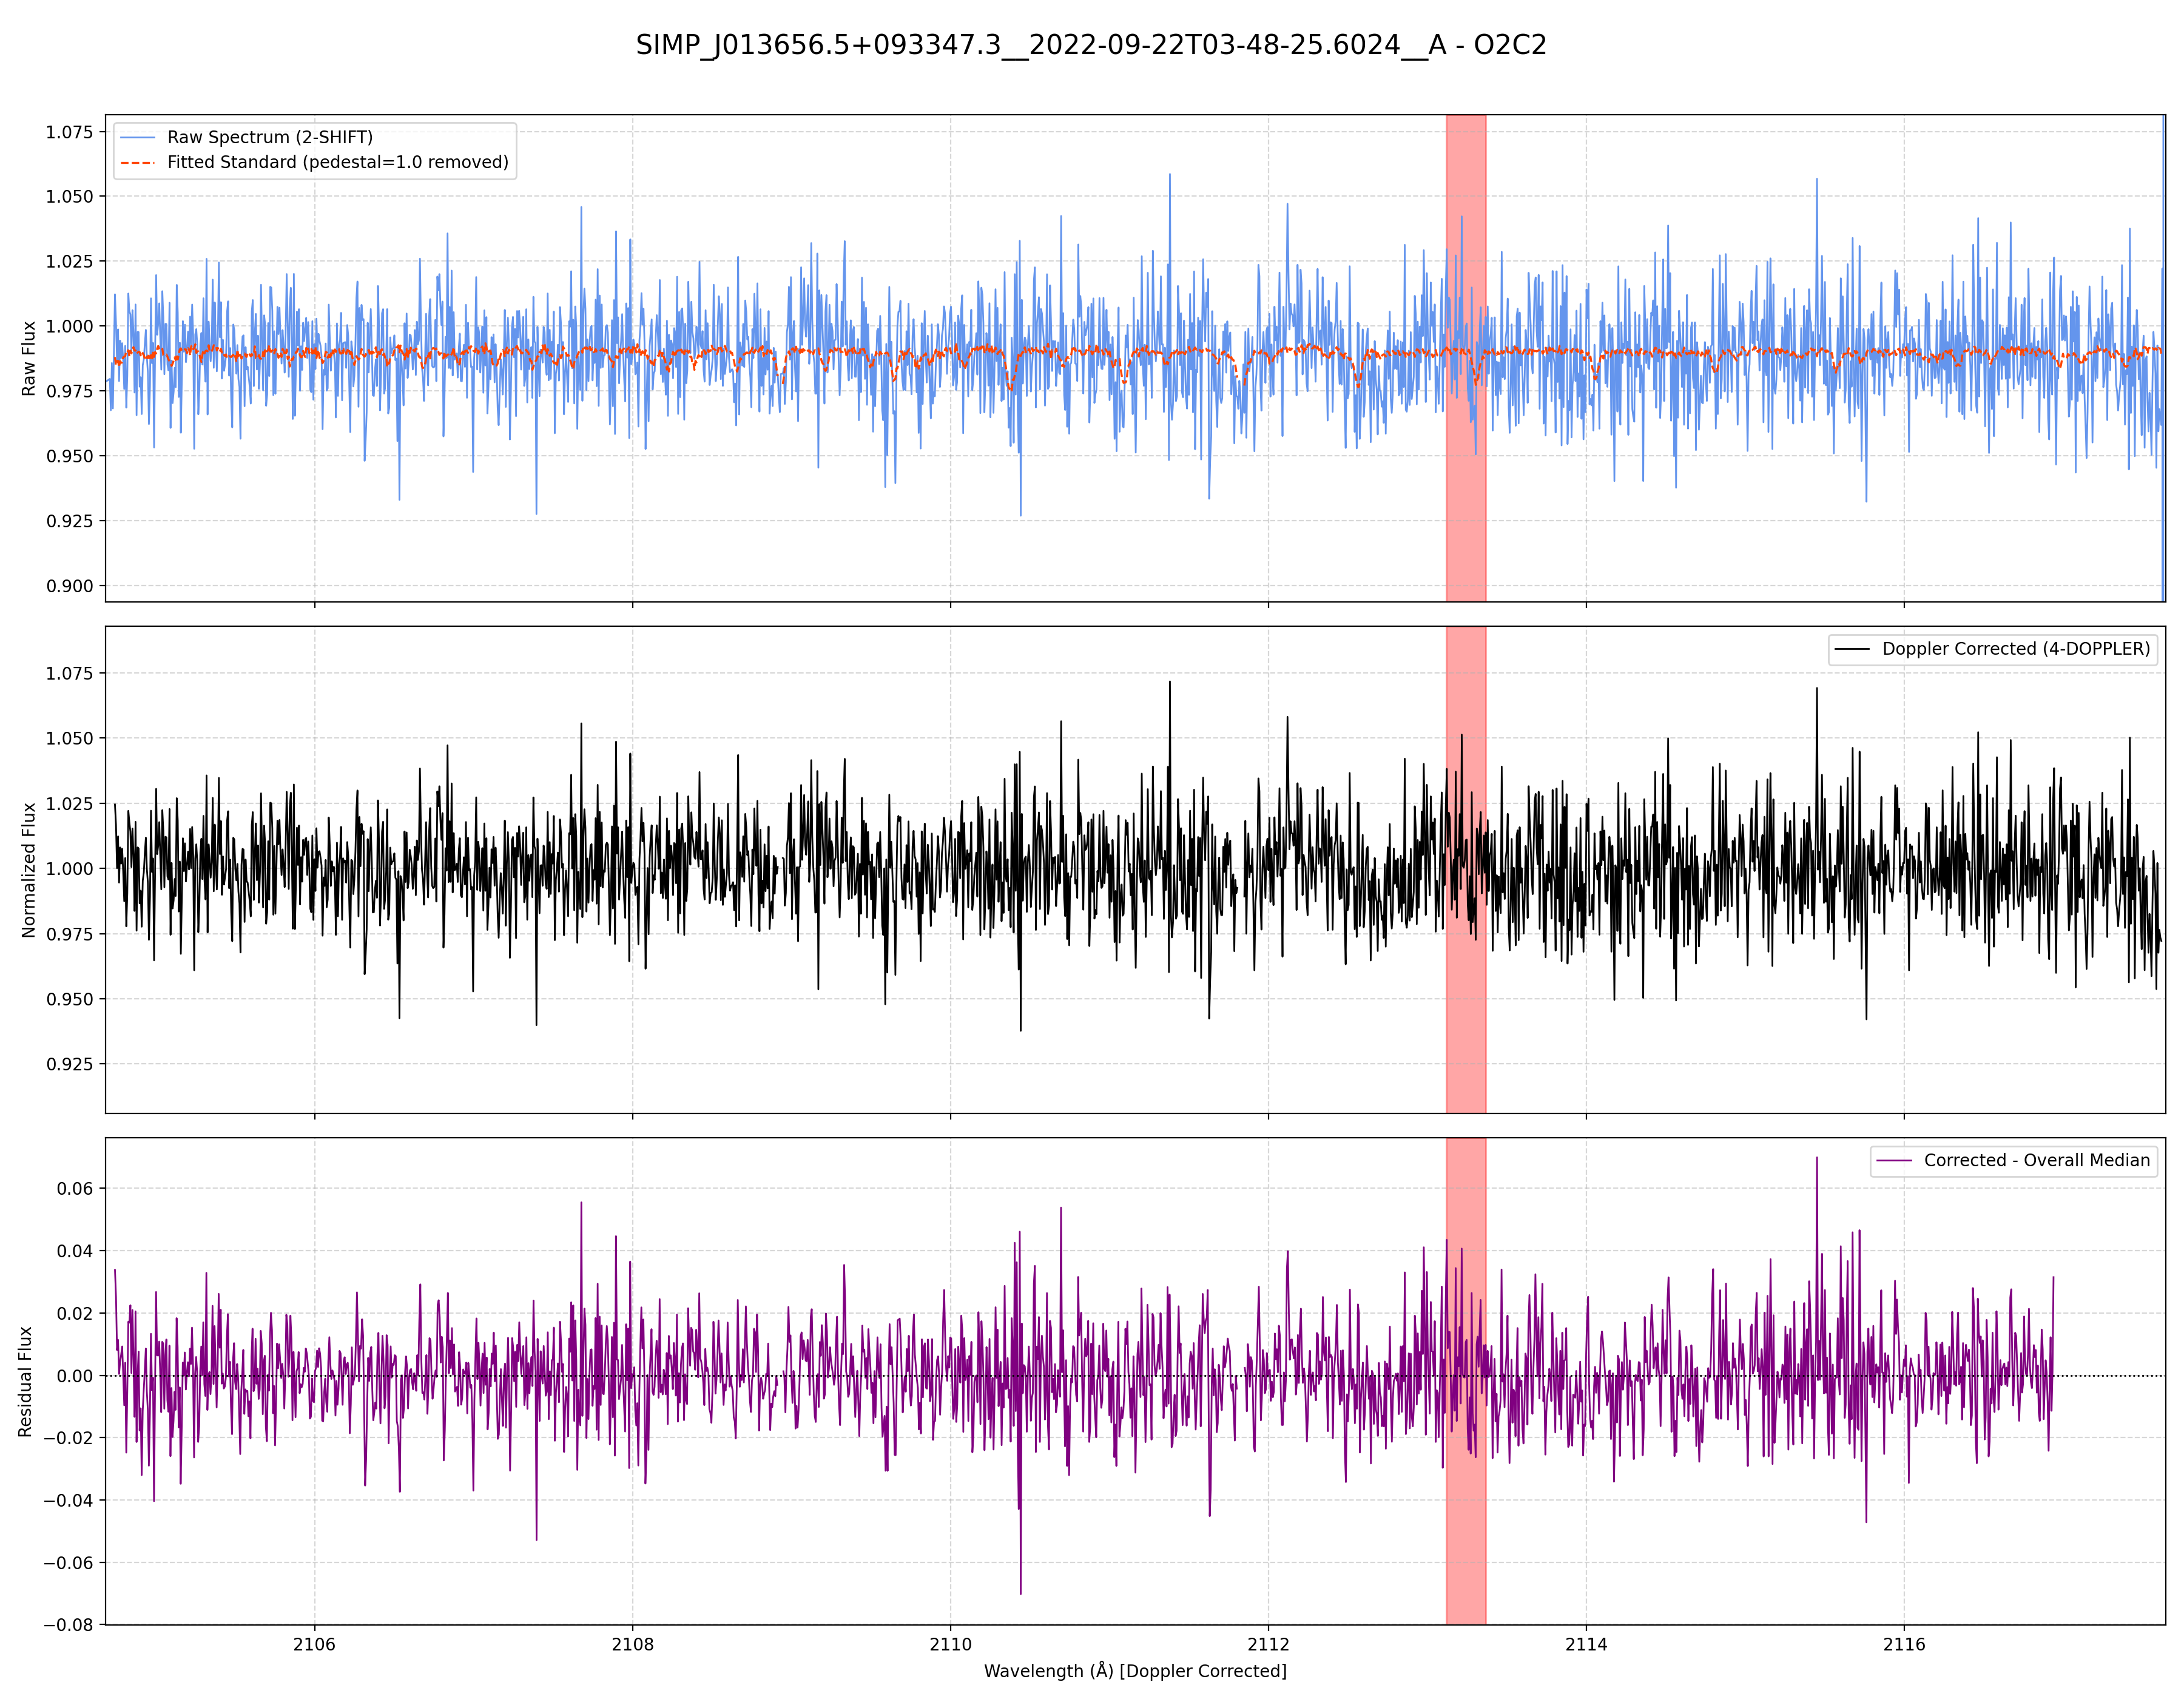 SIMP_J013656.5+093347.3__2022-09-22T03-48-25.6024__A - O2C2
Raw Flux
1.075
1.050
1.025
1.000
0.975
0.950
0.925
0.900
Raw Spectrum (2-SHIFT)
Fitted Standard (pedestal=1.0 removed)
Normalized Flux
1.075
1.050
1.025
1.000
0.975
0.950
0.925
Doppler Corrected (4-DOPPLER)
Residual Flux
0.06
0.04
0.02
0.00
−0.02
−0.04
−0.06
−0.08
Corrected - Overall Median
2106 2108 2110 2112 2114 2116
Wavelength (Å) [Doppler Corrected]